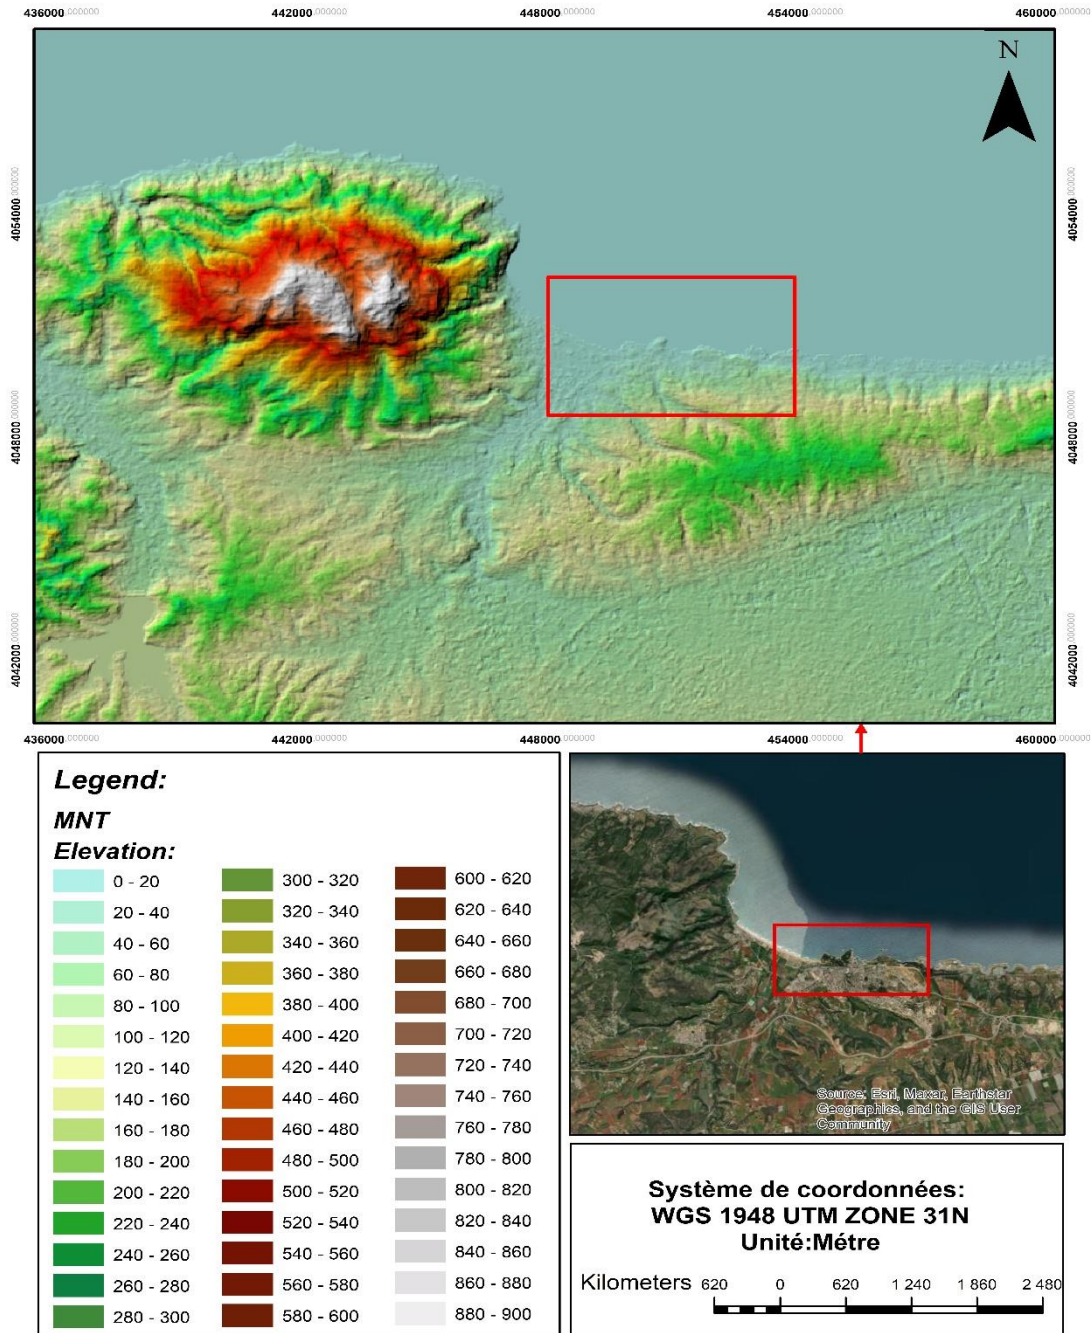 436000.000000 442000.000000 448000.000000 454000.000000 460000.000000
N
4054000.000000 4054000.000000
4048000.000000 4048000.000000
4042000.000000 4042000.000000
436000.000000 442000.000000 448000.000000 454000.000000 460000.000000
Legend:
MNT
Elevation:
0 - 20
20 - 40
40 - 60
60 - 80
80 - 100
100 - 120
120 - 140
140 - 160
160 - 180
180 - 200
200 - 220
220 - 240
240 - 260
260 - 280
280 - 300
300 - 320
320 - 340
340 - 360
360 - 380
380 - 400
400 - 420
420 - 440
440 - 460
460 - 480
480 - 500
500 - 520
520 - 540
540 - 560
560 - 580
580 - 600
600 - 620
620 - 640
640 - 660
660 - 680
680 - 700
700 - 720
720 - 740
740 - 760
760 - 780
780 - 800
800 - 820
820 - 840
840 - 860
860 - 880
880 - 900
Source: Esri, Maxar, Earthstar
Geographics, and the GIS User
Community
Système de coordonnées:
WGS 1948 UTM ZONE 31N
Unité:Métre
Kilometers 620 0 620 1 240 1 860 2 480